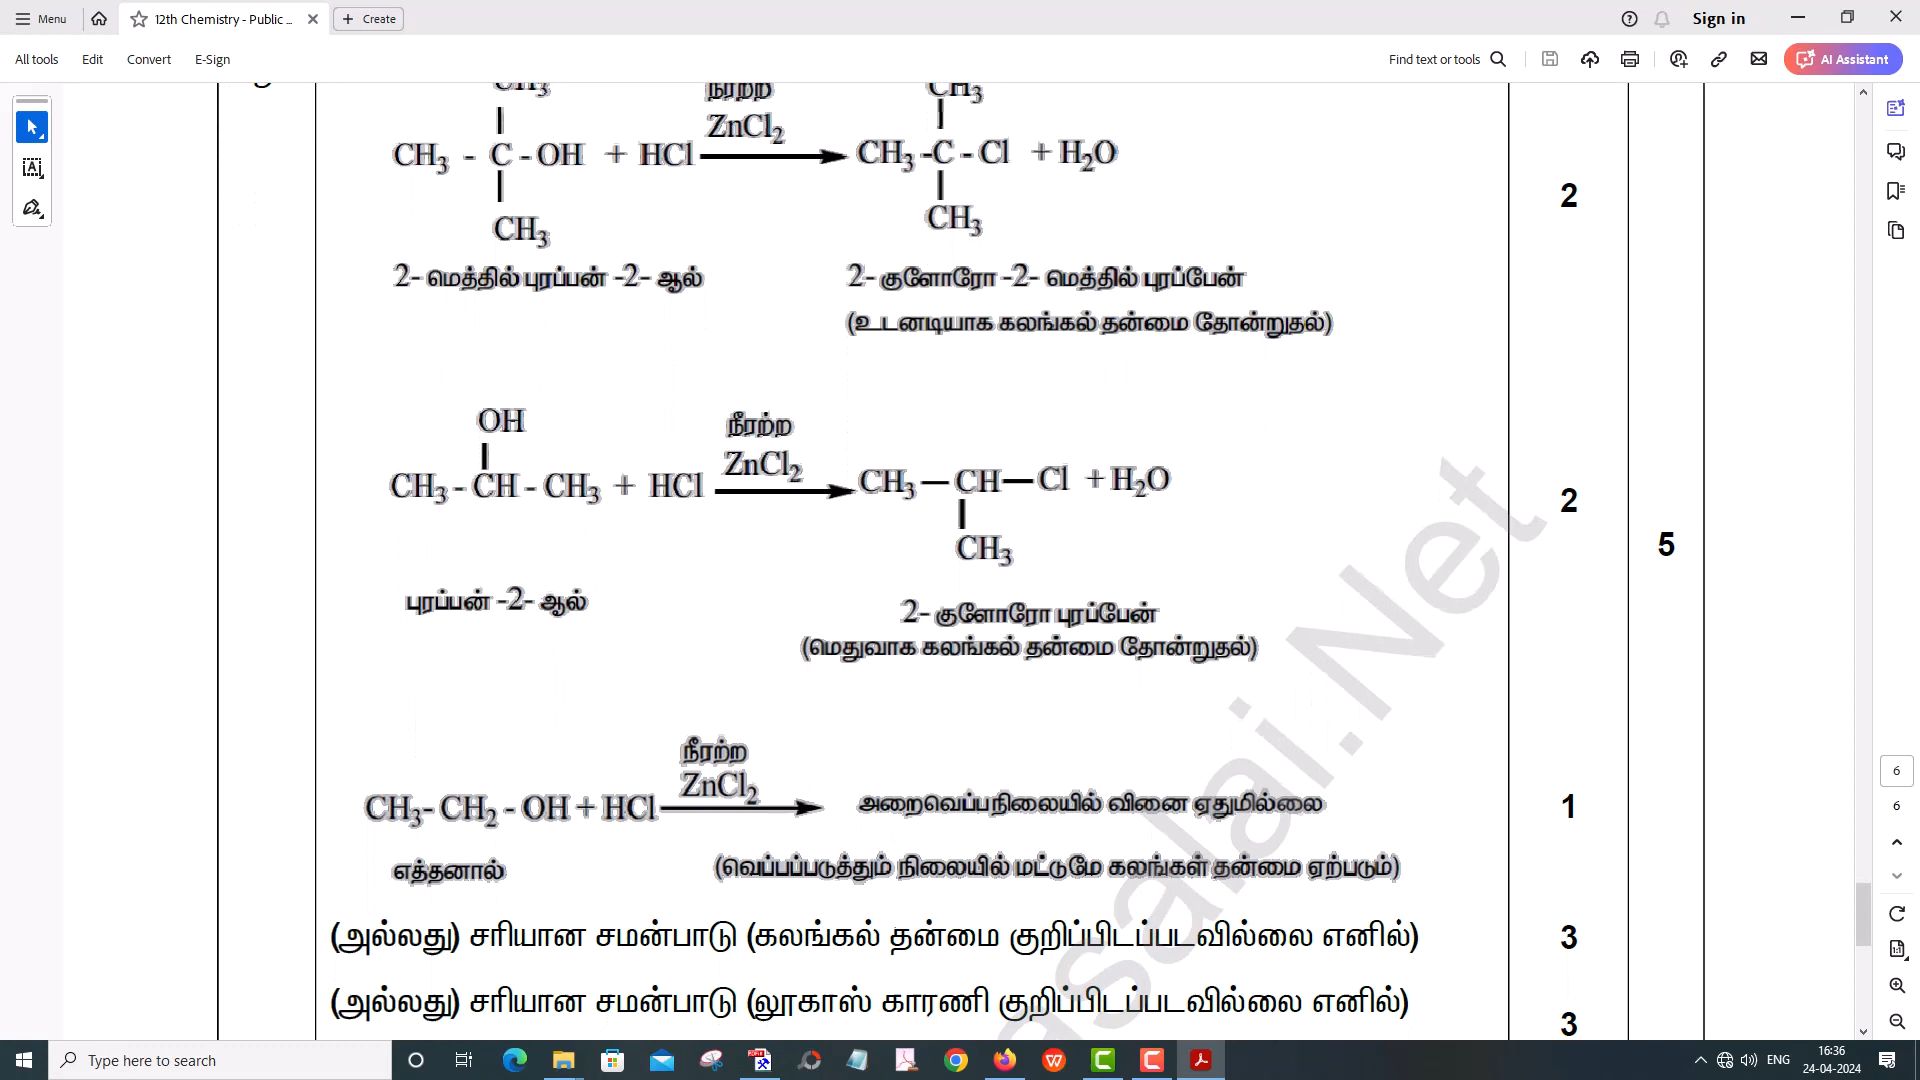 Menu
12th Chemistry - Public ...
Create
Sign in
All tools Edit Convert E-Sign
Find text or tools
AI Assistant
CH3 நீரற்ற CH3
ZnCl2
CH3 - C - OH + HCl CH3 -C - Cl + H2O
CH3 CH3
2
2- மெத்தில் புரப்பன் -2- ஆல் 2- குளோரோ -2- மெத்தில் புரப்பேன்
(உடனடியாக கலங்கல் தன்மை தோன்றுதல்)
OH நீரற்ற
ZnCl2
CH3 - CH - CH3 + HCl CH3 — CH — Cl + H2O
2
CH3
5
புரப்பன் -2- ஆல் 2- குளோரோ புரப்பேன்
(மெதுவாக கலங்கல் தன்மை தோன்றுதல்)
நீரற்ற
ZnCl2
CH3- CH2 - OH + HCl அறைவெப்பநிலையில் வினை ஏதுமில்லை
1
எத்தனால் (வெப்பப்படுத்தும் நிலையில் மட்டுமே கலங்கள் தன்மை ஏற்படும்)
(அல்லது) சரியான சமன்பாடு (கலங்கல் தன்மை குறிப்பிடப்படவில்லை எனில்) 3
(அல்லது) சரியான சமன்பாடு (லூகாஸ் காரணி குறிப்பிடப்படவில்லை எனில்)
3
asalai.Net
6
6
Type here to search
ENG
16:36
24-04-2024